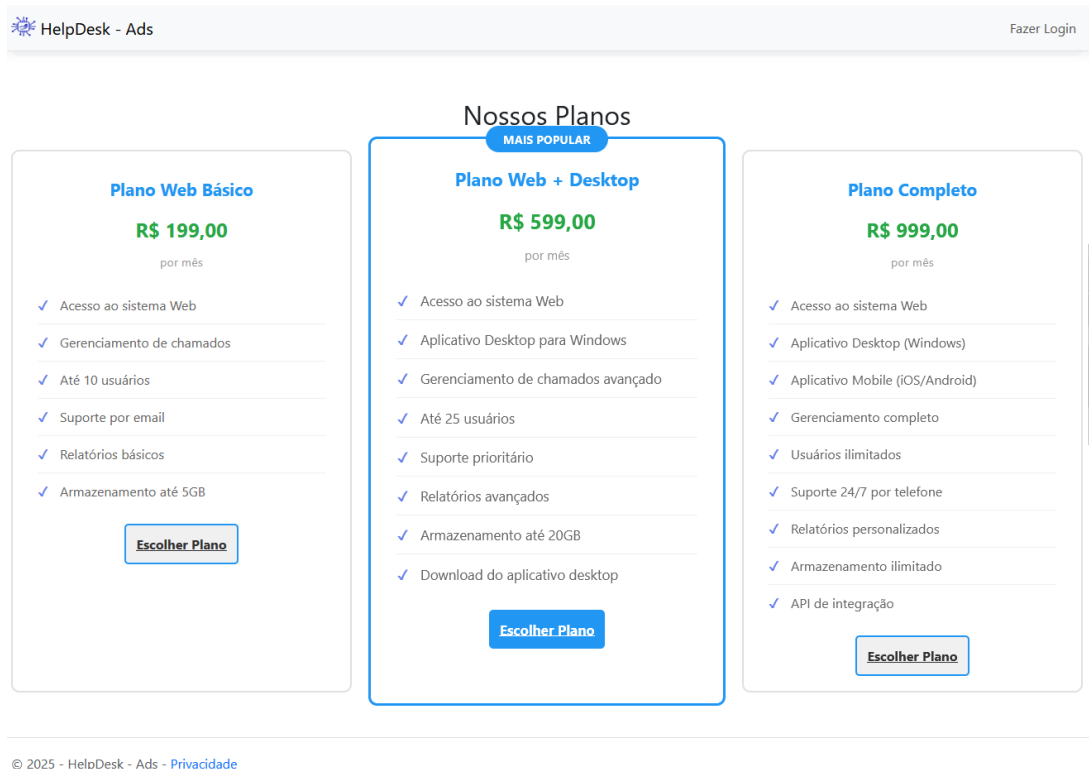 HelpDesk - Ads
Fazer Login
Nossos Planos
Plano Web Básico
R$ 199,00
por mês
✓ Acesso ao sistema Web
✓ Gerenciamento de chamados
✓ Até 10 usuários
✓ Suporte por email
✓ Relatórios básicos
✓ Armazenamento até 5GB
Escolher Plano
MAIS POPULAR
Plano Web + Desktop
R$ 599,00
por mês
✓ Acesso ao sistema Web
✓ Aplicativo Desktop para Windows
✓ Gerenciamento de chamados avançado
✓ Até 25 usuários
✓ Suporte prioritário
✓ Relatórios avançados
✓ Armazenamento até 20GB
✓ Download do aplicativo desktop
Escolher Plano
Plano Completo
R$ 999,00
por mês
✓ Acesso ao sistema Web
✓ Aplicativo Desktop (Windows)
✓ Aplicativo Mobile (iOS/Android)
✓ Gerenciamento completo
✓ Usuários ilimitados
✓ Suporte 24/7 por telefone
✓ Relatórios personalizados
✓ Armazenamento ilimitado
✓ API de integração
Escolher Plano
© 2025 - HelpDesk - Ads - Privacidade